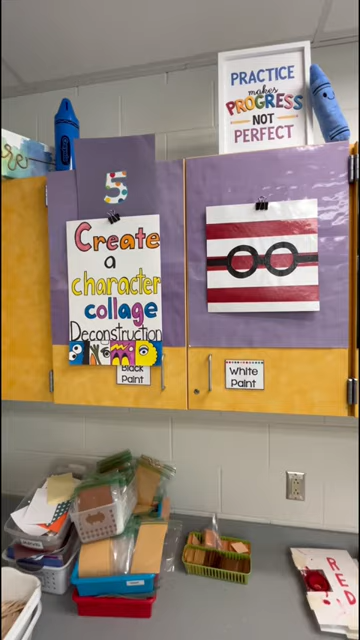 PRACTICE
makes
PROGRESS
NOT
PERFECT
5
Create
a
character
collage
Deconstruction
Black
Paint
White
Paint
RED